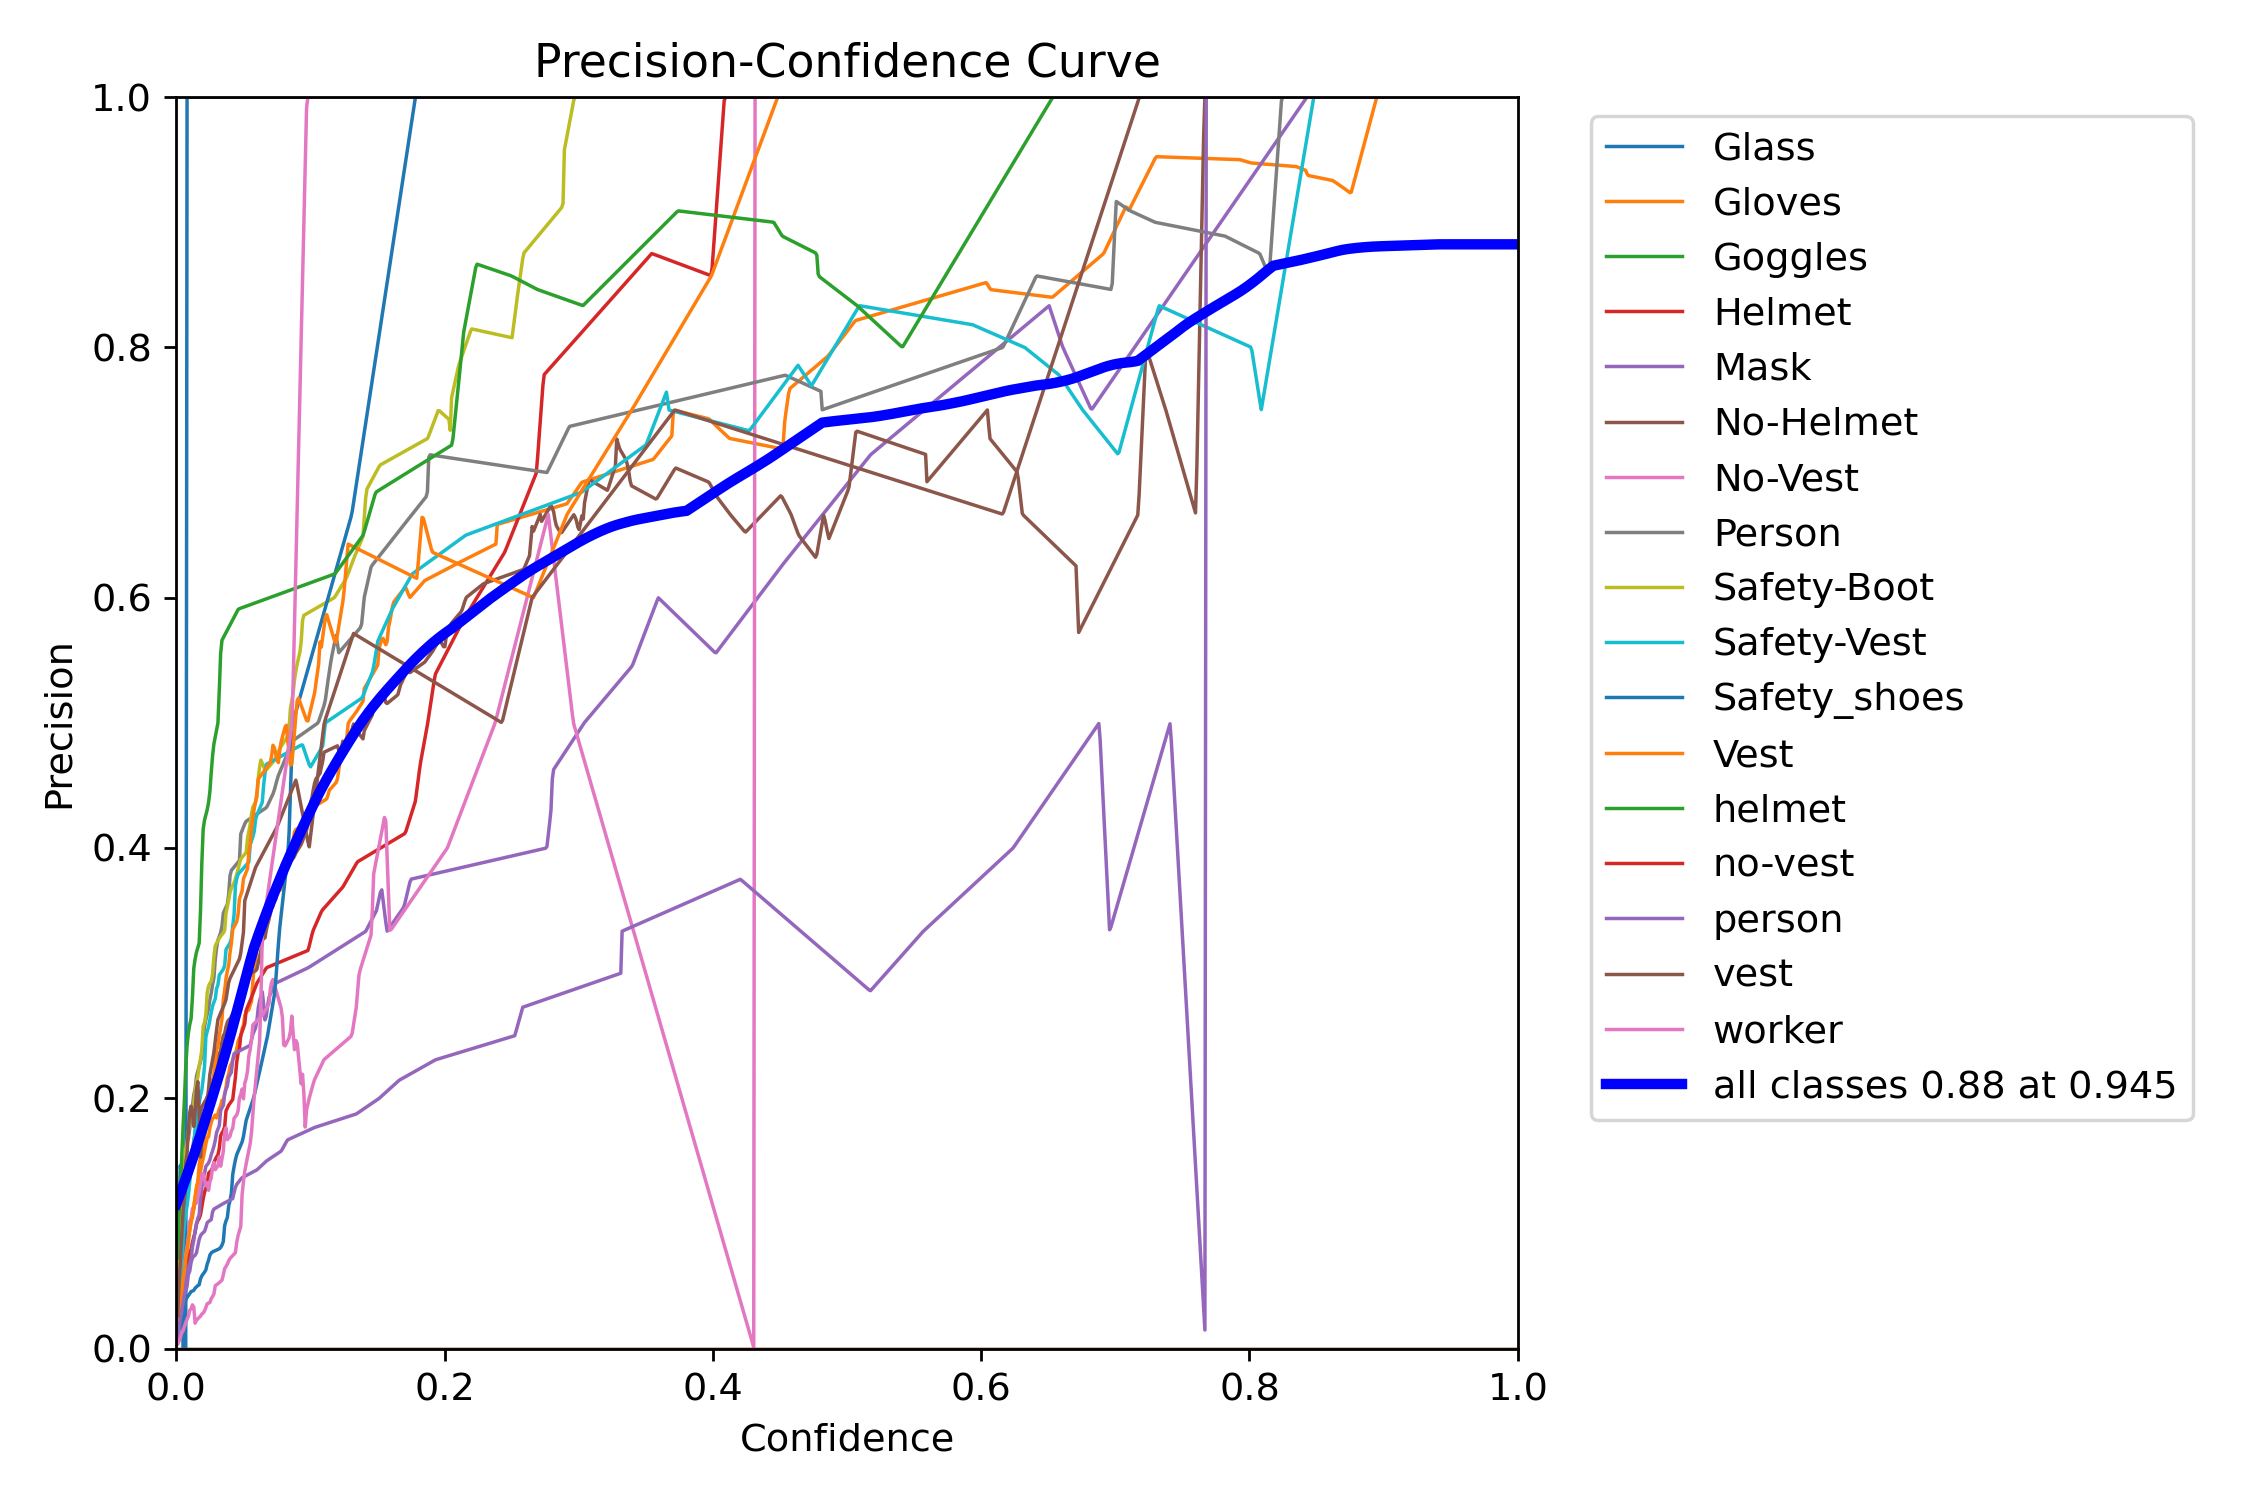 Precision-Confidence Curve
1.0
0.8
0.6
0.4
0.2
0.0
Precision
0.0 0.2 0.4 0.6 0.8 1.0
Confidence
Glass
Gloves
Goggles
Helmet
Mask
No-Helmet
No-Vest
Person
Safety-Boot
Safety-Vest
Safety_shoes
Vest
helmet
no-vest
person
vest
worker
all classes 0.88 at 0.945